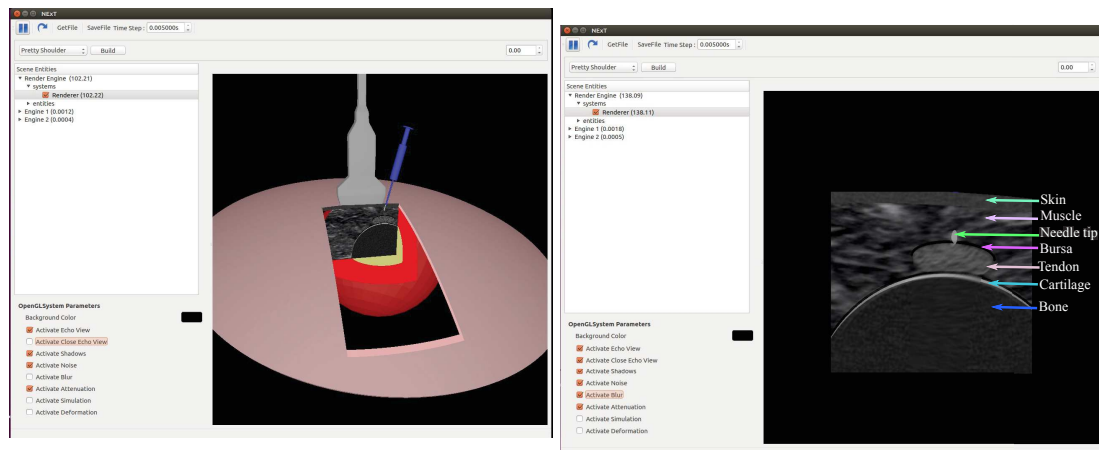 NExT
GetFile SaveFile Time Step : 0.005000s
Pretty Shoulder Build 0.00
Scene Entities
Render Engine (102.21)
systems
Renderer (102.22)
entities
Engine 1 (0.0012)
Engine 2 (0.0004)
OpenGLSystem Parameters
Background Color
Activate Echo View
Activate Close Echo View
Activate Shadows
Activate Noise
Activate Blur
Activate Attenuation
Activate Simulation
Activate Deformation
NExT
GetFile SaveFile Time Step : 0.005000s
Pretty Shoulder Build 0.00
Scene Entities
Render Engine (138.09)
systems
Renderer (138.11)
entities
Engine 1 (0.0018)
Engine 2 (0.0005)
Skin
Muscle
Needle tip
Bursa
Tendon
Cartilage
Bone
OpenGLSystem Parameters
Background Color
Activate Echo View
Activate Close Echo View
Activate Shadows
Activate Noise
Activate Blur
Activate Attenuation
Activate Simulation
Activate Deformation